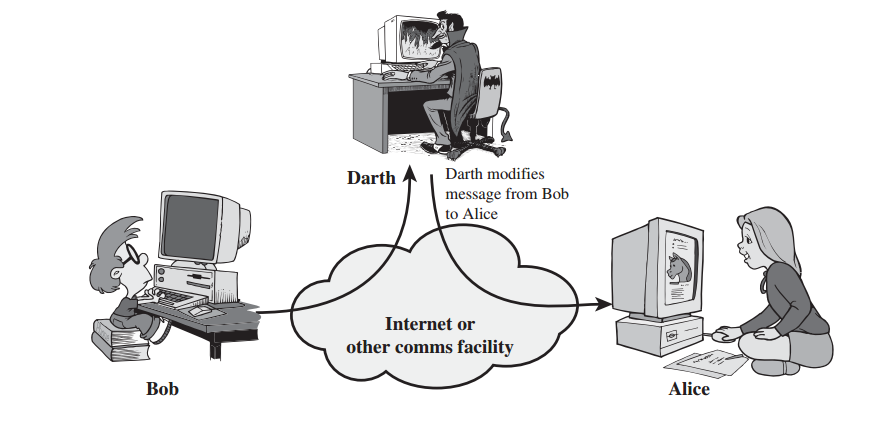 Darth
Darth modifies
message from Bob
to Alice
Internet or
other comms facility
Bob
Alice